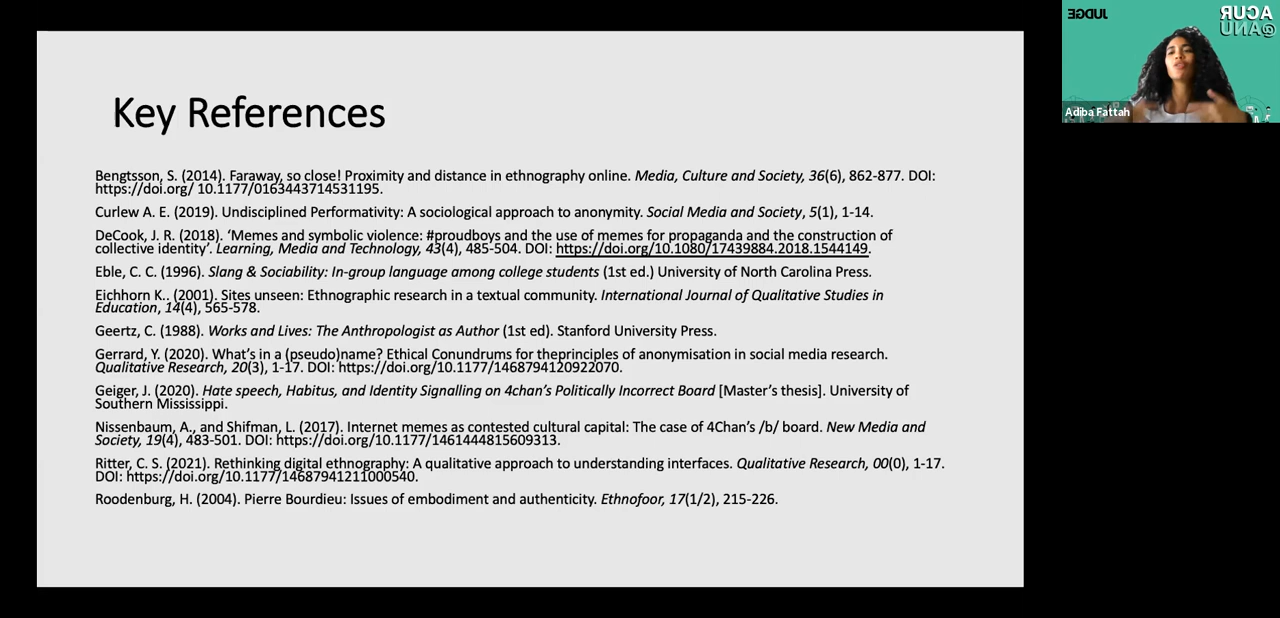 Key References
Bengtsson, S. (2014). Faraway, so close! Proximity and distance in ethnography online. Media, Culture and Society, 36(6), 862-877. DOI:
https://doi.org/ 10.1177/0163443714531195.
Curlew A. E. (2019). Undisciplined Performativity: A sociological approach to anonymity. Social Media and Society, 5(1), 1-14.
DeCook, J. R. (2018). ‘Memes and symbolic violence: #proudboys and the use of memes for propaganda and the construction of
collective identity’. Learning, Media and Technology, 43(4), 485-504. DOI: https://doi.org/10.1080/17439884.2018.1544149.
Eble, C. C. (1996). Slang & Sociability: In-group language among college students (1st ed.) University of North Carolina Press.
Eichhorn K.. (2001). Sites unseen: Ethnographic research in a textual community. International Journal of Qualitative Studies in
Education, 14(4), 565-578.
Geertz, C. (1988). Works and Lives: The Anthropologist as Author (1st ed). Stanford University Press.
Gerrard, Y. (2020). What’s in a (pseudo)name? Ethical Conundrums for theprinciples of anonymisation in social media research.
Qualitative Research, 20(3), 1-17. DOI: https://doi.org/10.1177/1468794120922070.
Geiger, J. (2020). Hate speech, Habitus, and Identity Signalling on 4chan’s Politically Incorrect Board [Master’s thesis]. University of
Southern Mississippi.
Nissenbaum, A., and Shifman, L. (2017). Internet memes as contested cultural capital: The case of 4Chan’s /b/ board. New Media and
Society, 19(4), 483-501. DOI: https://doi.org/10.1177/1461444815609313.
Ritter, C. S. (2021). Rethinking digital ethnography: A qualitative approach to understanding interfaces. Qualitative Research, 00(0), 1-17.
DOI: https://doi.org/10.1177/14687941211000540.
Roodenburg, H. (2004). Pierre Bourdieu: Issues of embodiment and authenticity. Ethnofoor, 17(1/2), 215-226.
JUDGE
ACUR
@ANU
Adiba Fattah